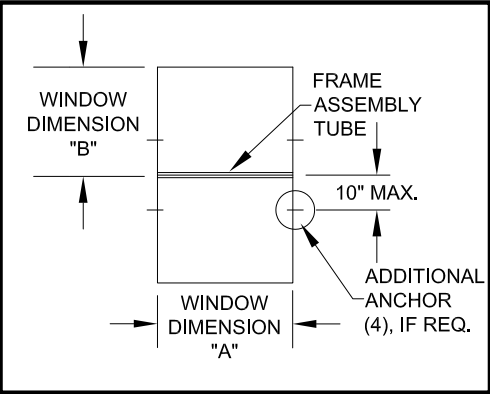 WINDOW
DIMENSION
"B"
FRAME
ASSEMBLY
TUBE
10" MAX.
ADDITIONAL
ANCHOR
(4), IF REQ.
WINDOW
DIMENSION
"A"